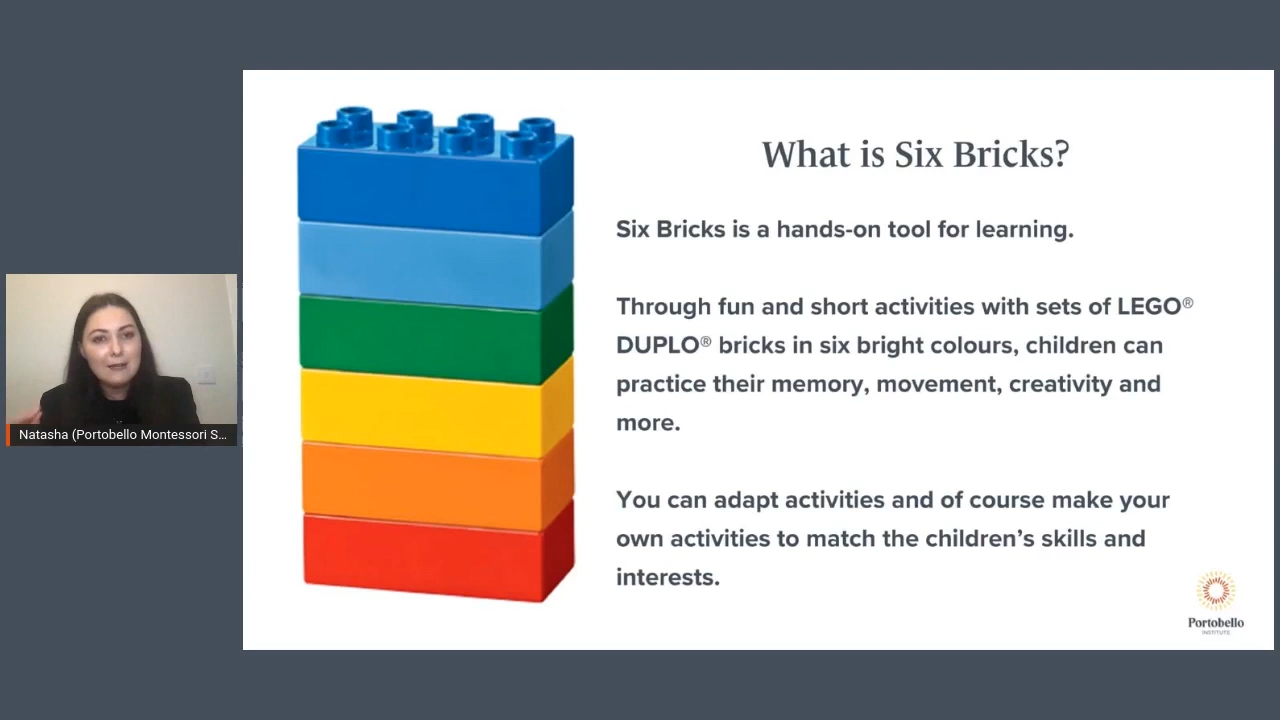 What is Six Bricks?
Six Bricks is a hands-on tool for learning.
Through fun and short activities with sets of LEGO®
DUPLO® bricks in six bright colours, children can
practice their memory, movement, creativity and
more.
You can adapt activities and of course make your
own activities to match the children’s skills and
interests.
Natasha (Portobello Montessori S...
Portobello
INSTITUTE